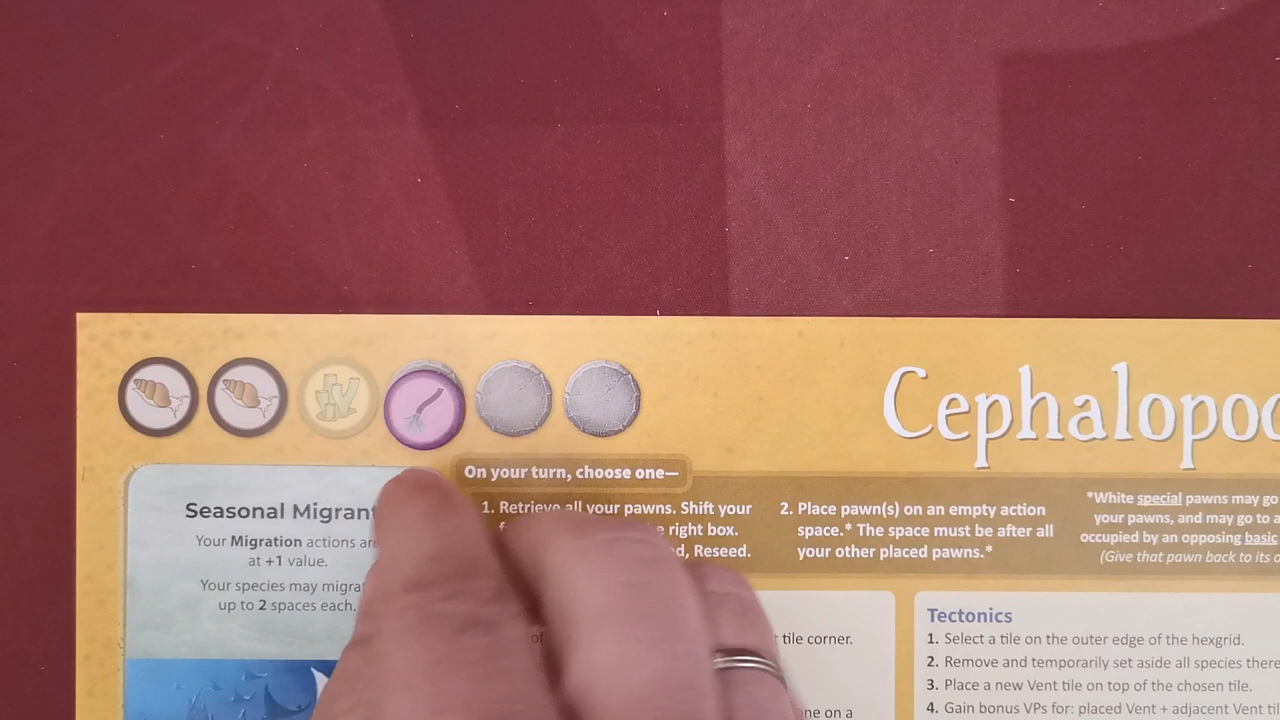 Cephalopod
On your turn, choose one—
1. Retrieve all your pawns. Shift your
right box.
Reseed.
2. Place pawn(s) on an empty action
space.* The space must be after all
your other placed pawns.*
*White special pawns may go
your pawns, and may go to a
occupied by an opposing basic
(Give that pawn back to its o
Seasonal Migrant
Your Migration actions are
at +1 value.
Your species may migra
up to 2 spaces each.
of
t tile corner.
one on a
Tectonics
1. Select a tile on the outer edge of the hexgrid.
2. Remove and temporarily set aside all species there
3. Place a new Vent tile on top of the chosen tile.
4. Gain bonus VPs for: placed Vent + adjacent Vent til